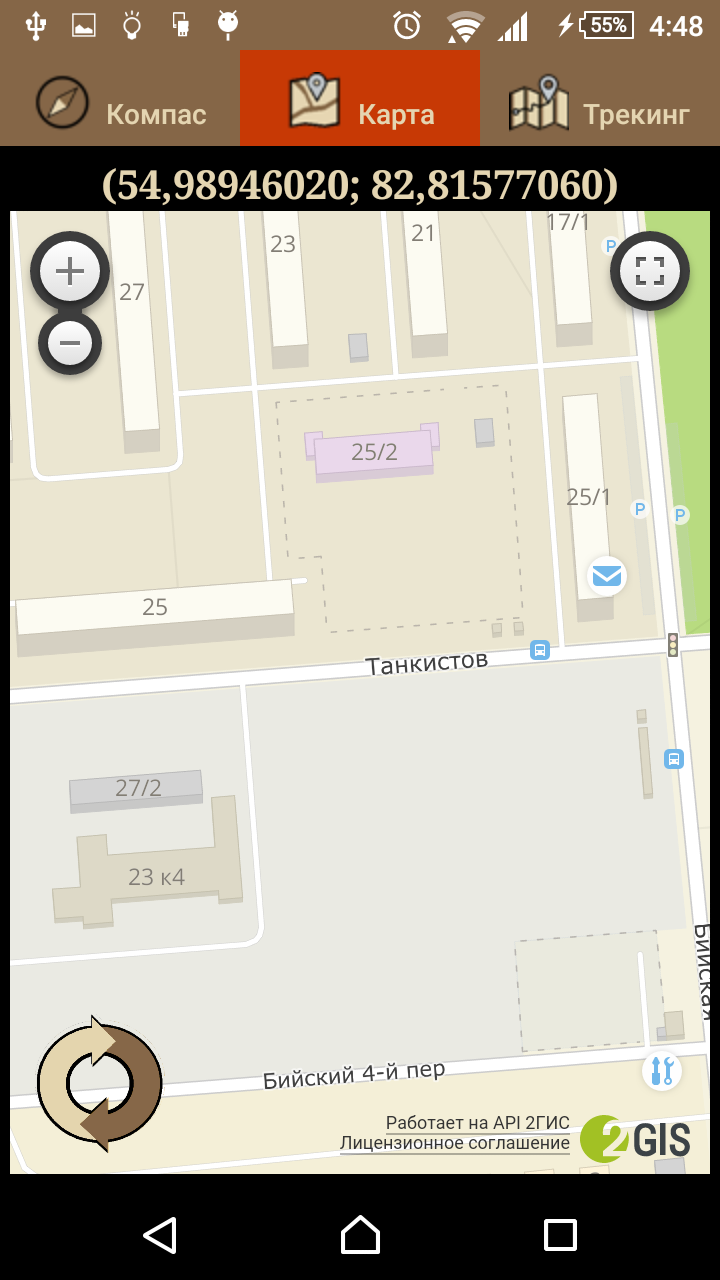 55% 4:48
Компас Карта Трекинг
(54,98946020; 82,81577060)
17/1
21
23
P
27
25/2
25/1
P
P
25
Танкистов
27/2
23 к4
Бийская
Бийский 4-й пер
Работает на API 2ГИС
Лицензионное соглашение
2GIS